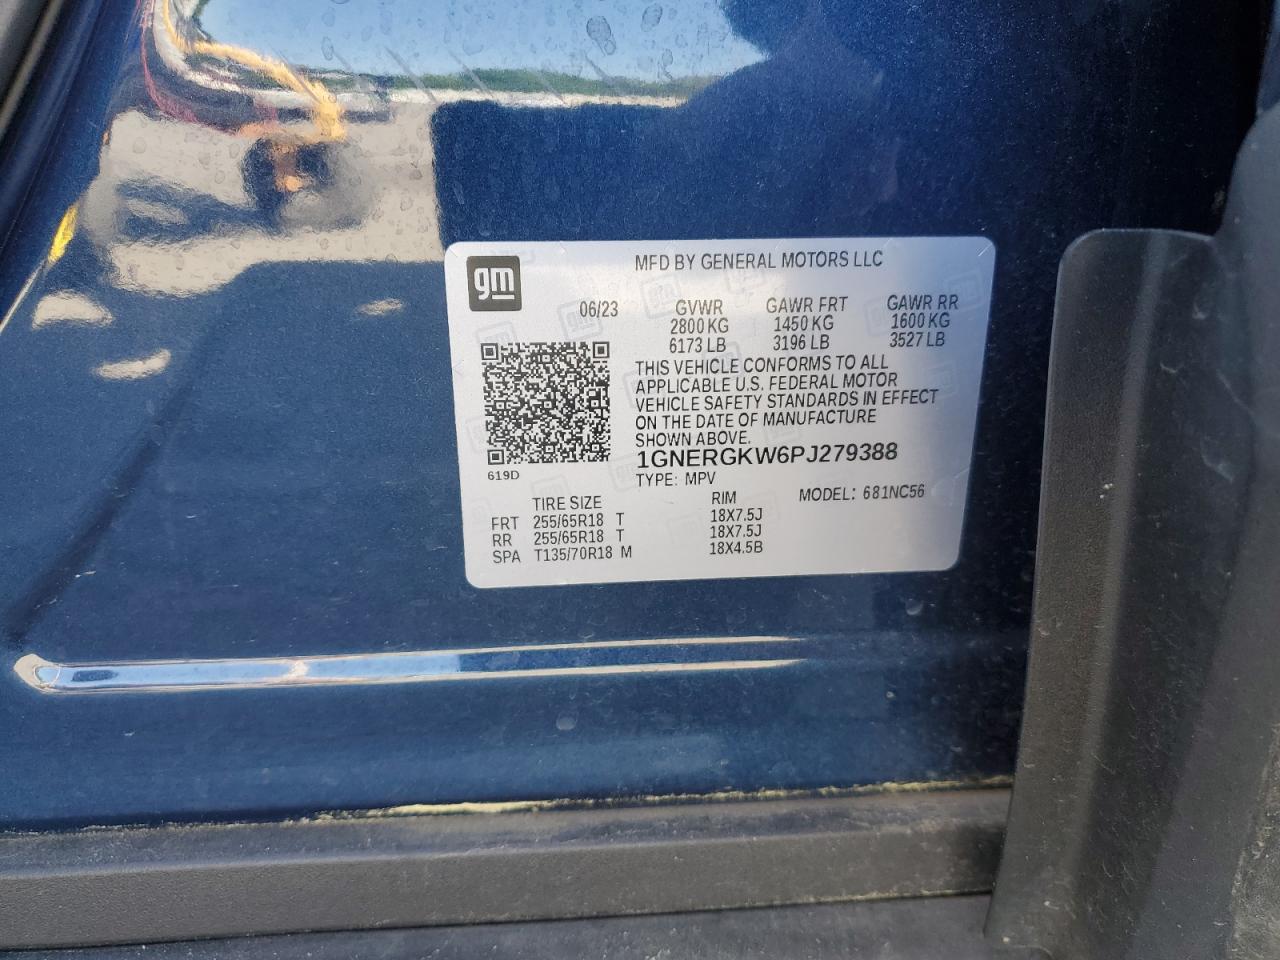 gm
MFD BY GENERAL MOTORS LLC
06/23 GVWR GAWR FRT GAWR RR
2800 KG 1450 KG 1600 KG
6173 LB 3196 LB 3527 LB
THIS VEHICLE CONFORMS TO ALL
APPLICABLE U.S. FEDERAL MOTOR
VEHICLE SAFETY STANDARDS IN EFFECT
ON THE DATE OF MANUFACTURE
SHOWN ABOVE.
1GNERGKW6PJ279388
619D
TYPE: MPV
TIRE SIZE RIM MODEL: 681NC56
FRT 255/65R18 T 18X7.5J
RR 255/65R18 T 18X7.5J
SPA T135/70R18 M 18X4.5B